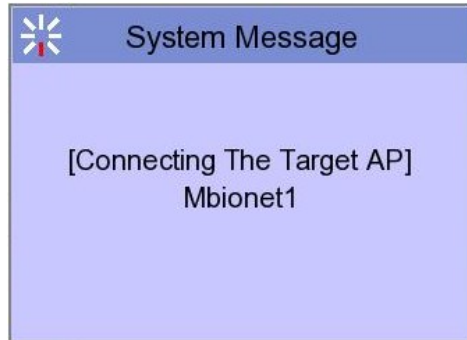 System Message
[Connecting The Target AP]
Mbionet1